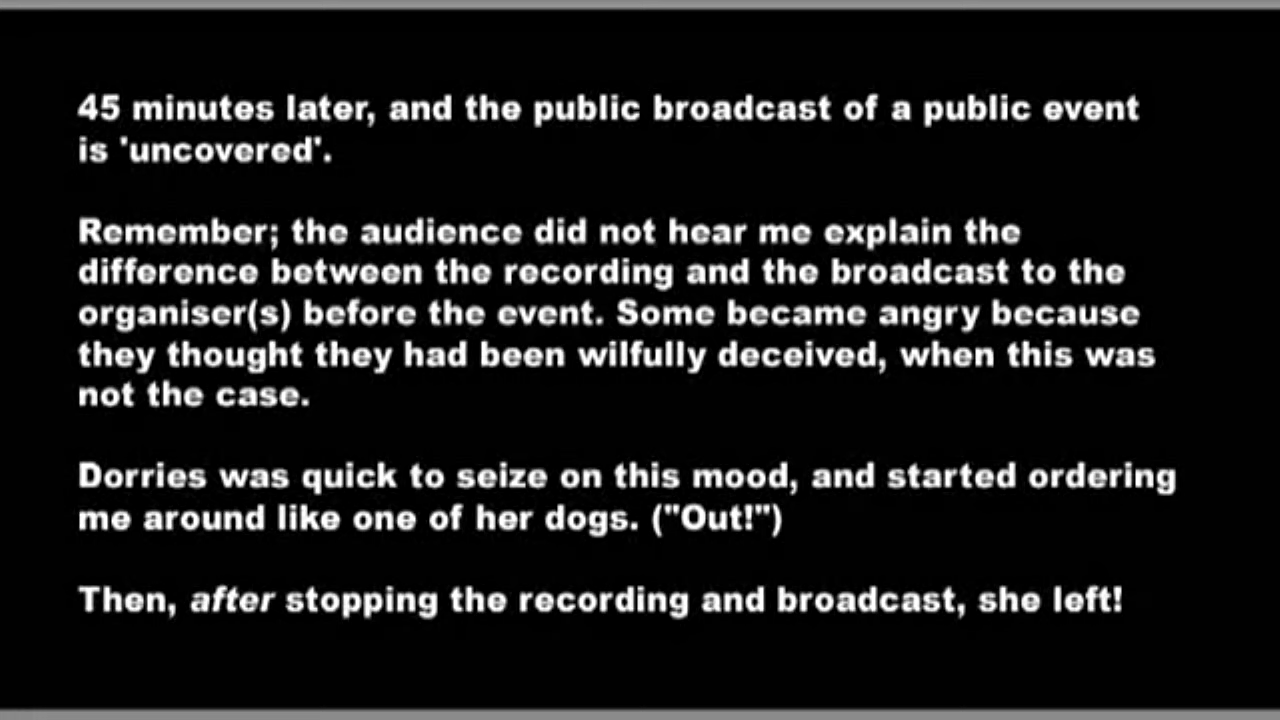 45 minutes later, and the public broadcast of a public event
is 'uncovered'.
Remember; the audience did not hear me explain the
difference between the recording and the broadcast to the
organiser(s) before the event. Some became angry because
they thought they had been wilfully deceived, when this was
not the case.
Dorries was quick to seize on this mood, and started ordering
me around like one of her dogs. ("Out!")
Then, after stopping the recording and broadcast, she left!